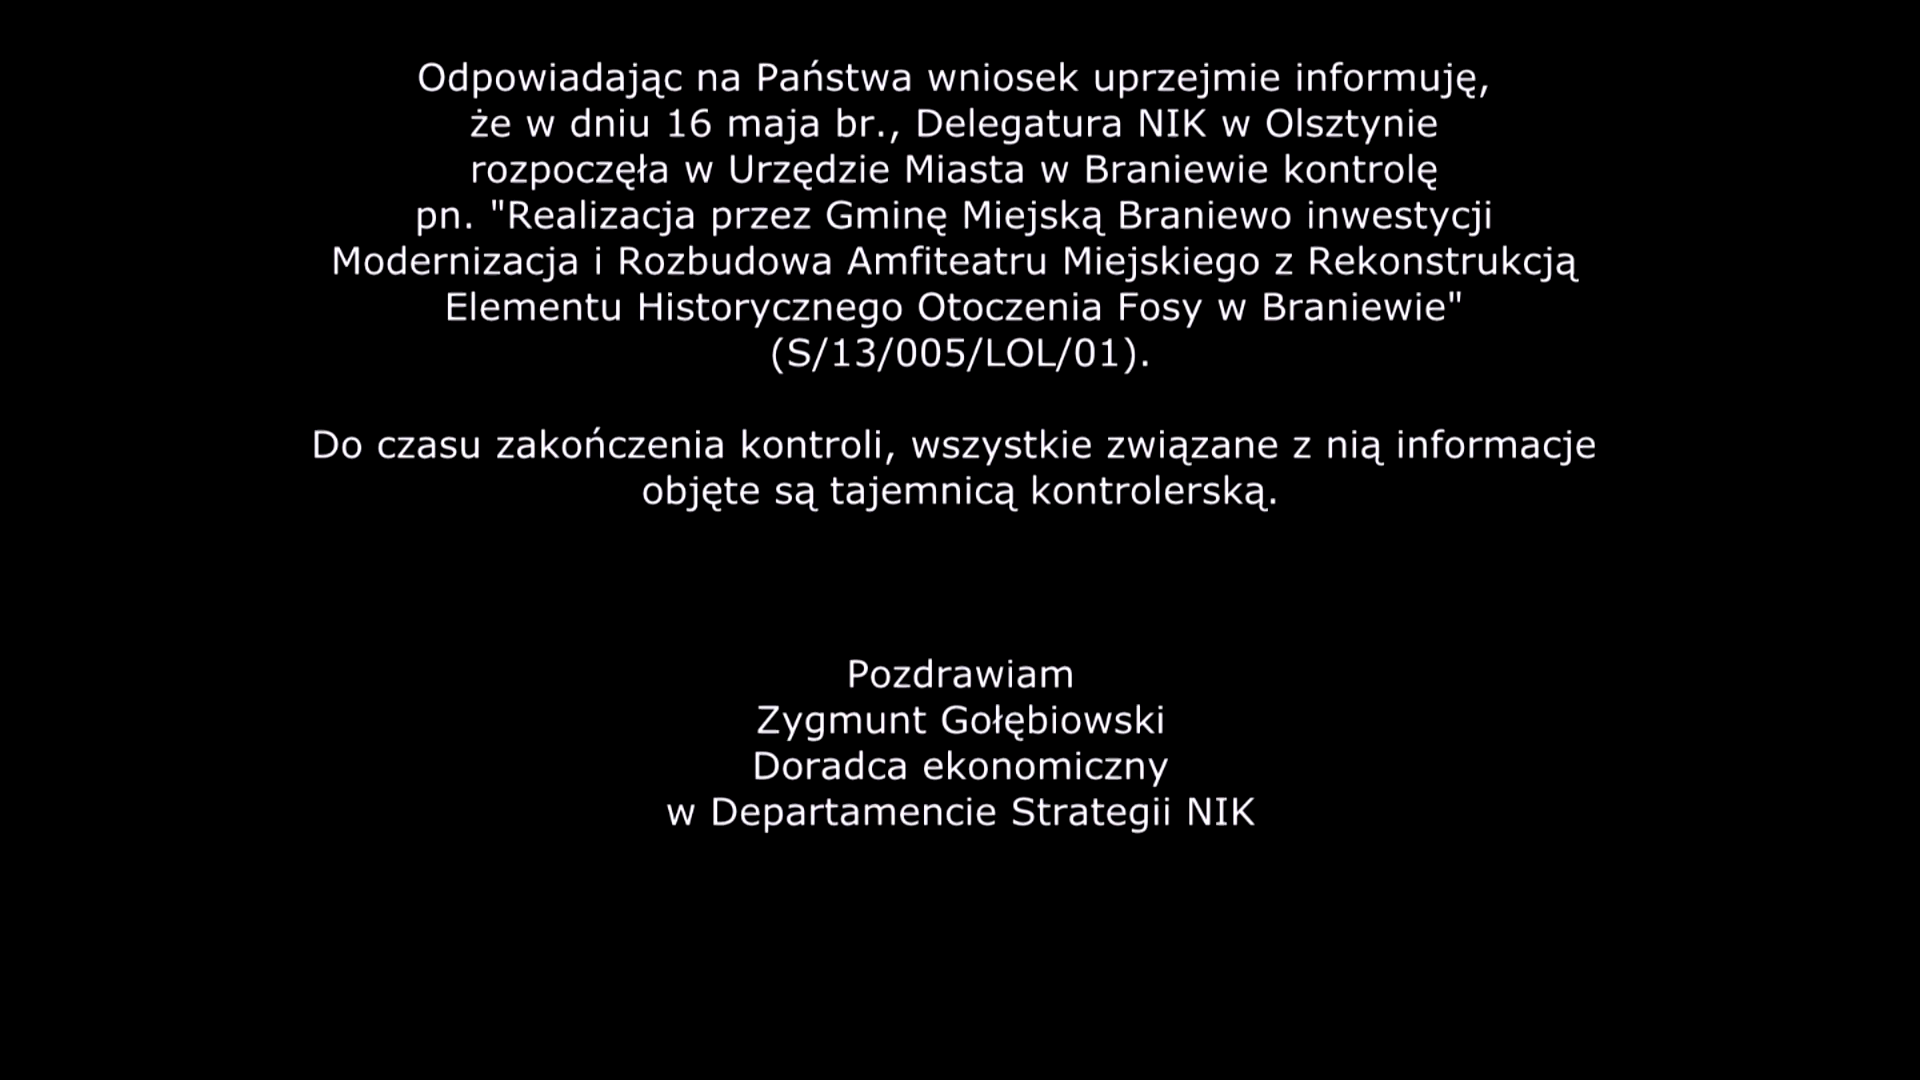 Odpowiadając na Państwa wniosek uprzejmie informuję,
że w dniu 16 maja br., Delegatura NIK w Olsztynie
rozpoczęła w Urzędzie Miasta w Braniewie kontrolę
pn. "Realizacja przez Gminę Miejską Braniewo inwestycji
Modernizacja i Rozbudowa Amfiteatru Miejskiego z Rekonstrukcją
Elementu Historycznego Otoczenia Fosy w Braniewie"
(S/13/005/LOL/01).
Do czasu zakończenia kontroli, wszystkie związane z nią informacje
objęte są tajemnicą kontrolerską.
Pozdrawiam
Zygmunt Gołębiowski
Doradca ekonomiczny
w Departamencie Strategii NIK